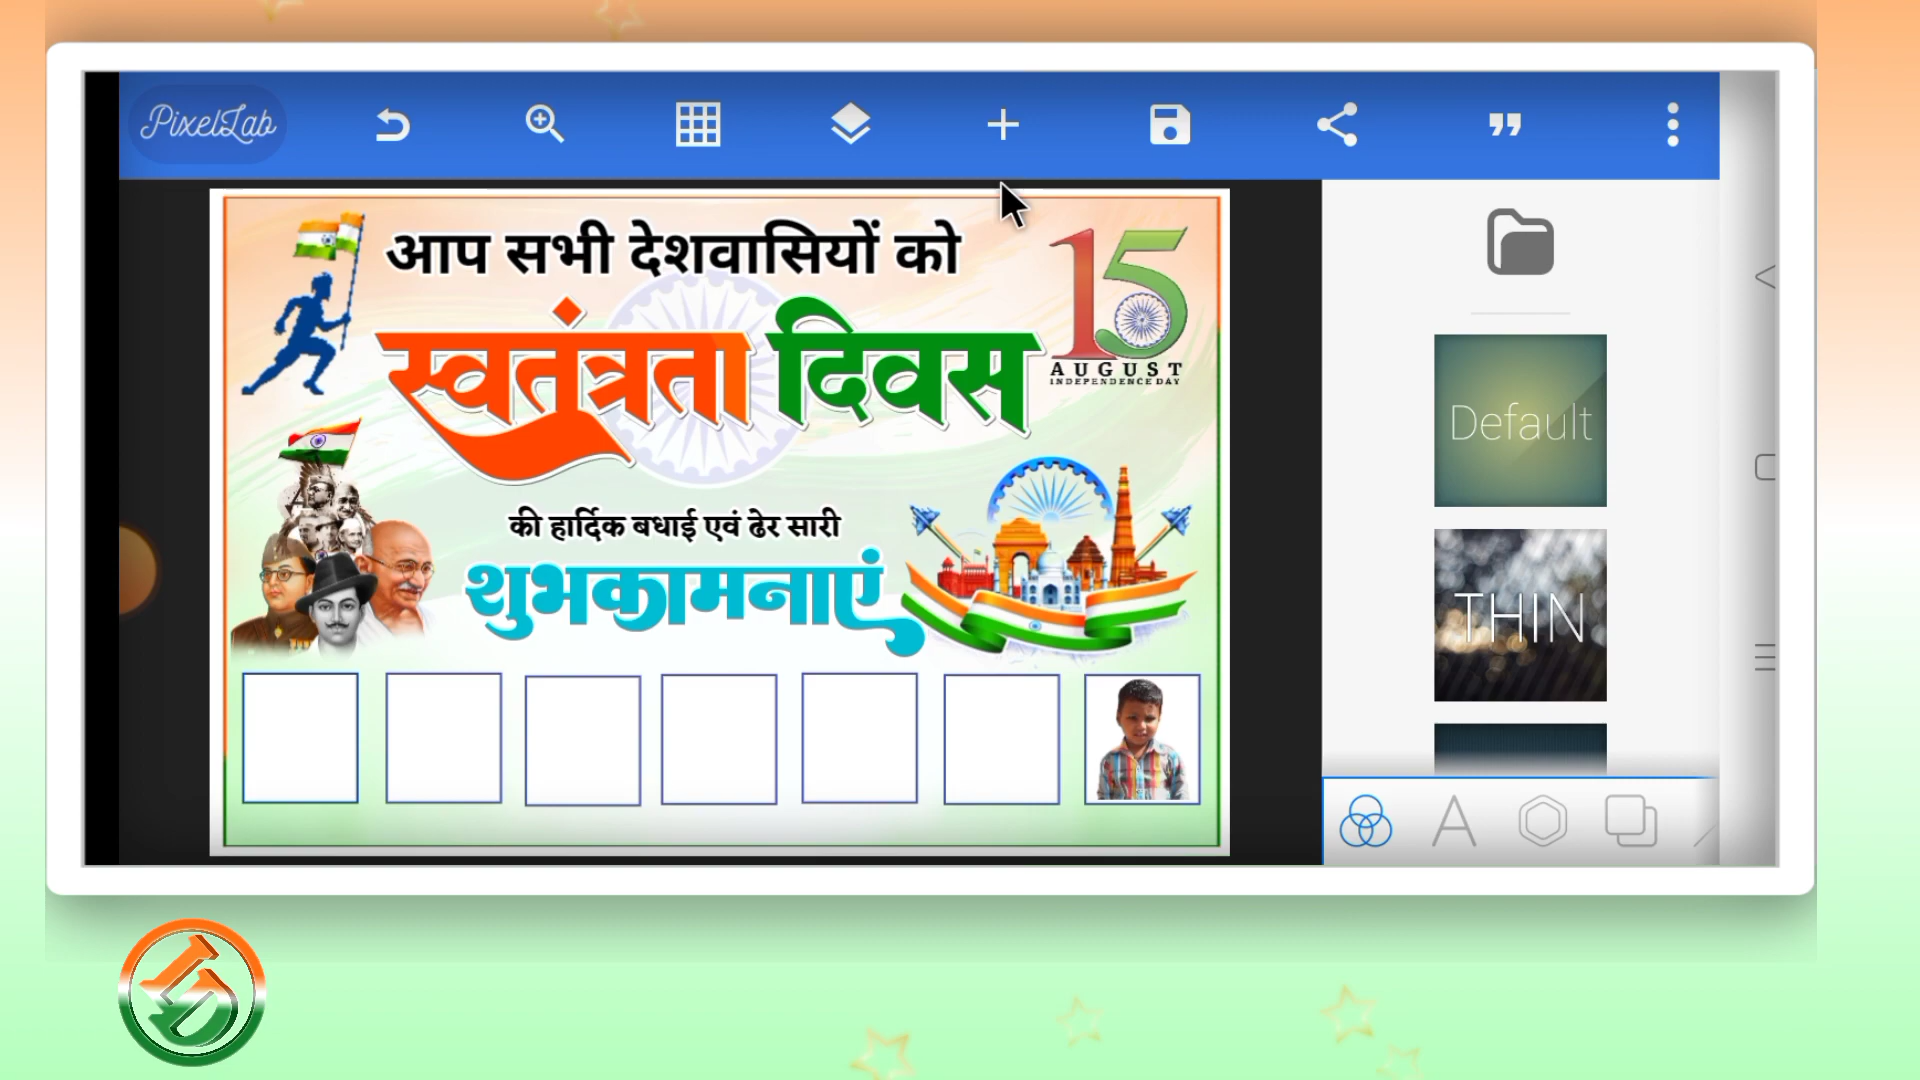 PixelLab
आप सभी देशवासियों को
15
AUGUST
INDEPENDENCE DAY
स्वतंत्रता दिवस
की हार्दिक बधाई एवं ढेर सारी
शुभकामनाएं
Default
THIN
A